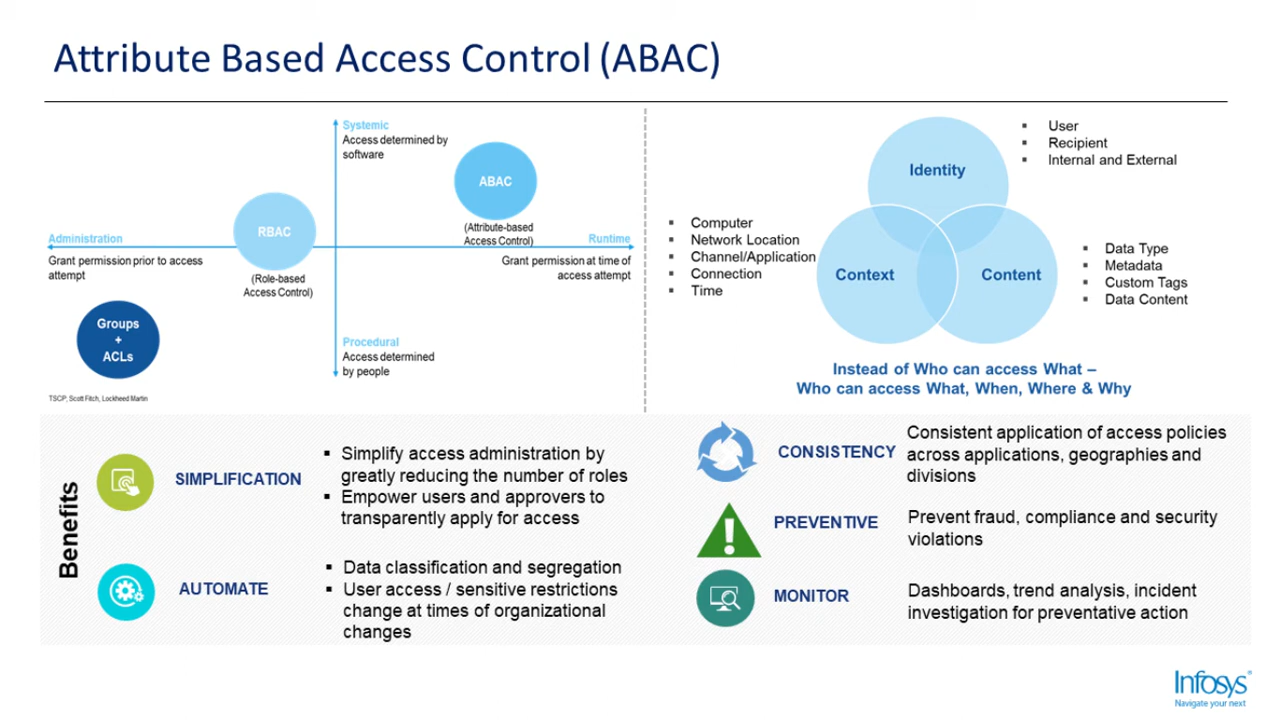 Attribute Based Access Control (ABAC)
Systemic
Access determined by
software
ABAC
(Attribute-based
Access Control)
RBAC
(Role-based
Access Control)
Administration
Grant permission prior to access
attempt
Runtime
Grant permission at time of
access attempt
Groups
+
ACLs
Procedural
Access determined
by people
TSCP, Scott Fitch, Lockheed Martin
Identity
▪ User
▪ Recipient
▪ Internal and External
▪ Computer
▪ Network Location
▪ Channel/Application
▪ Connection
▪ Time
Context
Content
▪ Data Type
▪ Metadata
▪ Custom Tags
▪ Data Content
Instead of Who can access What –
Who can access What, When, Where & Why
Benefits
SIMPLIFICATION
▪ Simplify access administration by
greatly reducing the number of roles
▪ Empower users and approvers to
transparently apply for access
AUTOMATE
▪ Data classification and segregation
▪ User access / sensitive restrictions
change at times of organizational
changes
CONSISTENCY
Consistent application of access policies
across applications, geographies and
divisions
PREVENTIVE
Prevent fraud, compliance and security
violations
MONITOR
Dashboards, trend analysis, incident
investigation for preventative action
Infosys®
Navigate your next